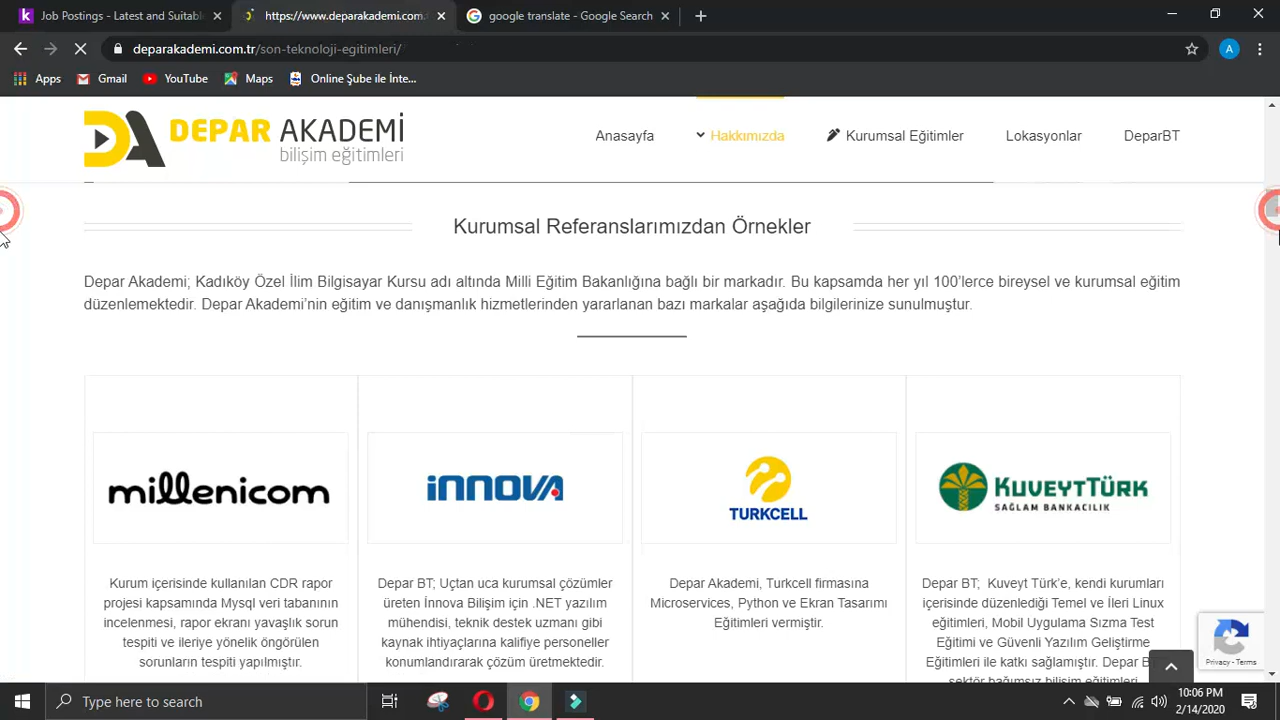 Job Postings and Sustainable
https://www.deparakademi.com
google translate - Google Search
deparakademi.com.tr/son-teknoloji-egitimleri/
Apps
Gmail
YouTube
Maps
Online Şube ile İnte...
A
DEPAR AKADEMİ
bilişim eğitimleri
Anasayfa
Hakkımızda
Kurumsal Eğitimler
Lokasyonlar
DeparBT
Kurumsal Referanslarımızdan Örnekler
Depar Akademi; Kadıköy Özel İlim Bilgisayar Kursu adı altında Milli Eğitim Bakanlığına bağlı bir markadır. Bu kapsamda her yıl 100’lerce bireysel ve kurumsal eğitim
düzenlemektedir. Depar Akademi’nin eğitim ve danışmanlık hizmetlerinden yararlanan bazı markalar aşağıda bilgilerinize sunulmuştur.
millenicom
Kurum içerisinde kullanılan CDR rapor
projesi kapsamında Mysql veri tabanının
incelenmesi, rapor ekranı yavaşlık sorun
tespiti ve ileriye yönelik öngörülen
sorunların tespiti yapılmıştır.
innova
Depar BT; Uçtan uca kurumsal çözümler
üreten İnnova Bilişim için .NET yazılım
mühendisi, teknik destek uzmanı gibi
kaynak ihtiyaçlarına kalifiye personeller
konumlandırarak çözüm üretmektedir.
TURKCELL
Depar Akademi, Turkcell firmasına
Microservices, Python ve Ekran Tasarımı
Eğitimleri vermiştir.
KUVEYT TÜRK
SAĞLAM BANKACILIK
Depar BT; Kuveyt Türk’e, kendi kurumları
içerisinde düzenlediği Temel ve İleri Linux
eğitimleri, Mobil Uygulama Sızma Test
Eğitimi ve Güvenli Yazılım Geliştirme
Eğitimleri ile katkı sağlamıştır. Depar BT
sektör bağımsız bilişim eğitimleri
Privacy - Terms
Type here to search
10:06 PM
2/14/2020